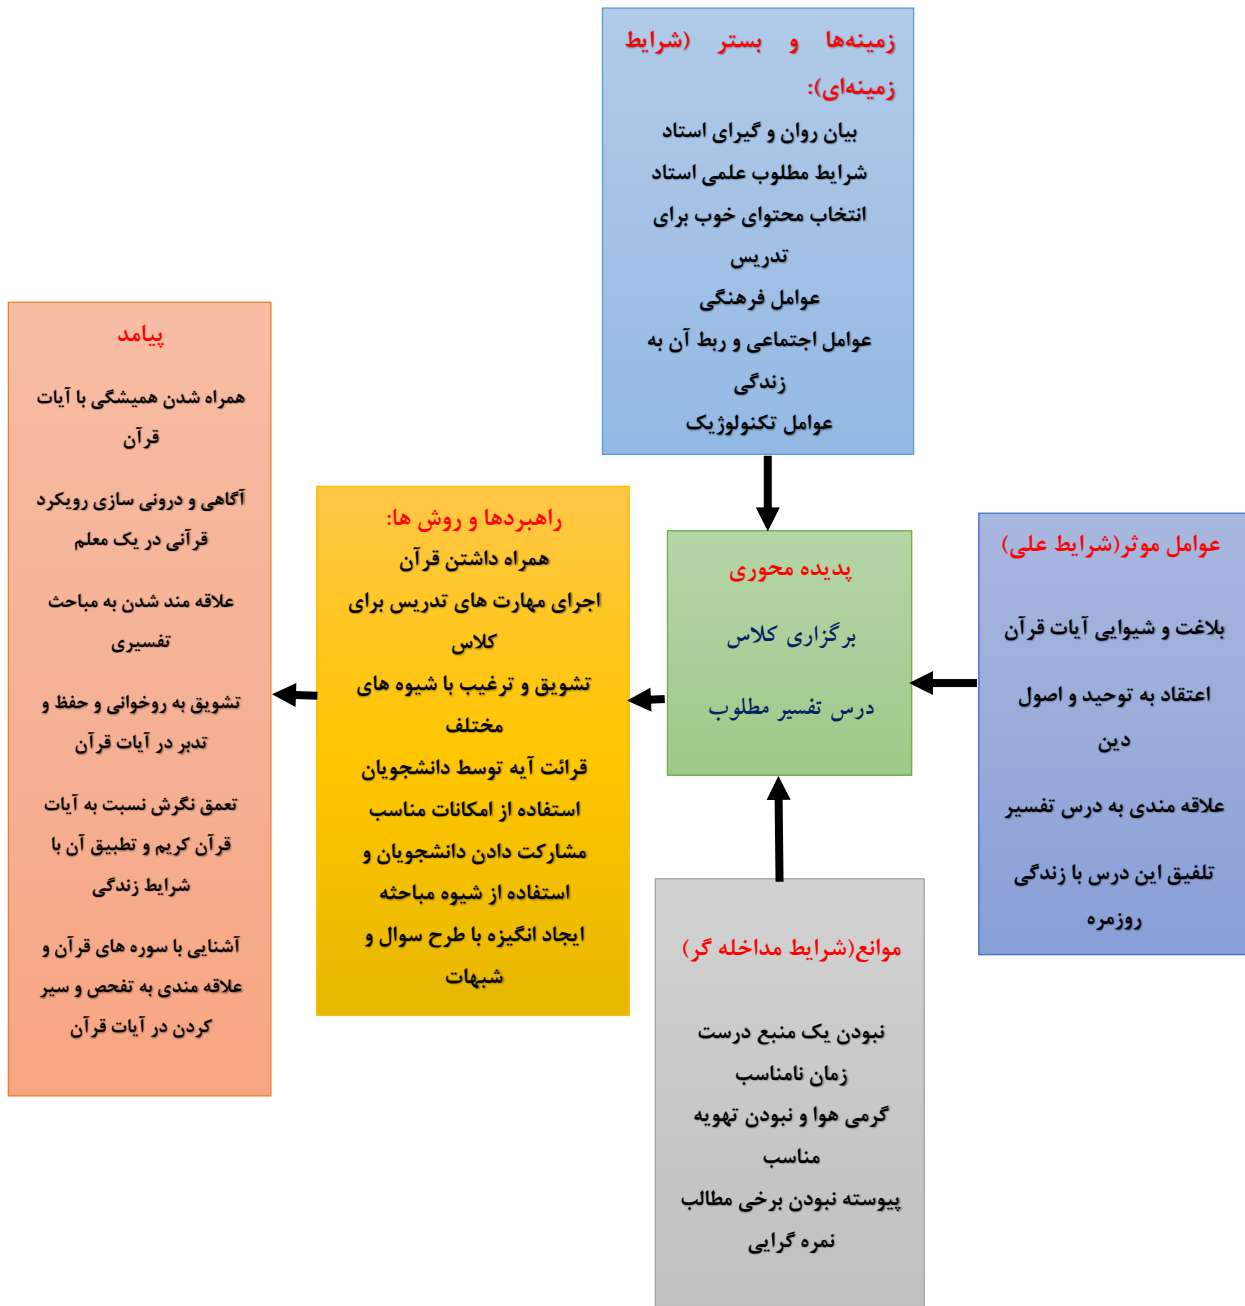 زمینه‌ها و بستر (شرایط
زمینه‌ای):
بیان روان و گیرای استاد
شرایط مطلوب علمی استاد
انتخاب محتوای خوب برای
تدریس
عوامل فرهنگی
عوامل اجتماعی و ربط آن به
زندگی
عوامل تکنولوژیک
عوامل موثر(شرایط علی)
بلاغت و شیوایی آیات قرآن
اعتقاد به توحید و اصول
دین
علاقه مندی به درس تفسیر
تلفیق این درس با زندگی
روزمره
پدیده محوری
برگزاری کلاس
درس تفسیر مطلوب
موانع(شرایط مداخله گر)
نبودن یک منبع درست
زمان نامناسب
گرمی هوا و نبودن تهویه
مناسب
پیوسته نبودن برخی مطالب
نمره گرایی
راهبردها و روش ها:
همراه داشتن قرآن
اجرای مهارت های تدریس برای
کلاس
تشویق و ترغیب با شیوه های
مختلف
قرائت آیه توسط دانشجویان
استفاده از امکانات مناسب
مشارکت دادن دانشجویان و
استفاده از شیوه مباحثه
ایجاد انگیزه با طرح سوال و
شبهات
پیامد
همراه شدن همیشگی با آیات
قرآن
آگاهی و درونی سازی رویکرد
قرآنی در یک معلم
علاقه مند شدن به مباحث
تفسیری
تشویق به روخوانی و حفظ و
تدبر در آیات قرآن
تعمق نگرش نسبت به آیات
قرآن کریم و تطبیق آن با
شرایط زندگی
آشنایی با سوره های قرآن و
علاقه مندی به تفحص و سیر
کردن در آیات قرآن